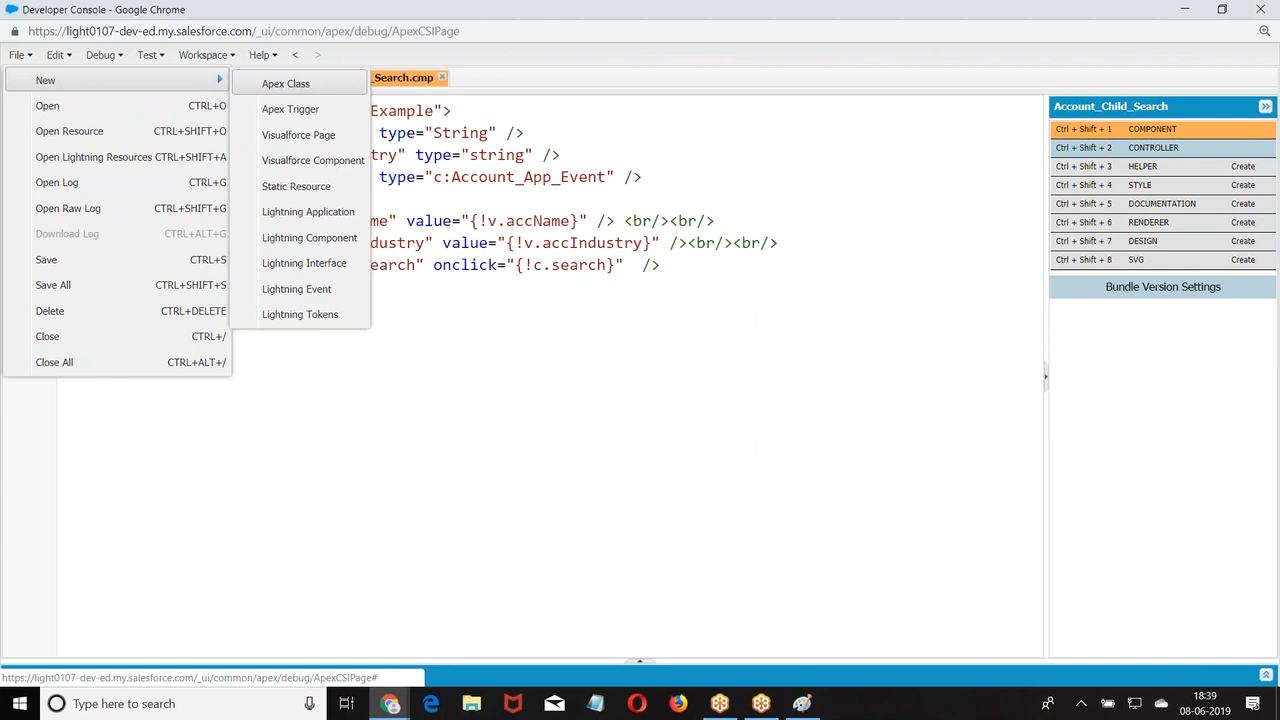 Developer Console - Google Chrome
https://light0107-dev-ed.my.salesforce.com/_ui/common/apex/debug/ApexCSIPage
File Edit Debug Test Workspace Help < >
New
Open CTRL+O
Open Resource CTRL+SHIFT+O
Open Lightning Resources CTRL+SHIFT+A
Open Log CTRL+G
Open Raw Log CTRL+SHIFT+G
Download Log CTRL+ALT+G
Save CTRL+S
Save All CTRL+SHIFT+S
Delete CTRL+DELETE
Close CTRL+/
Close All CTRL+ALT+/
Apex Class
Apex Trigger
Visualforce Page
Visualforce Component
Static Resource
Lightning Application
Lightning Component
Lightning Interface
Lightning Event
Lightning Tokens
_Search.cmp
Example">
type="String" />
try" type="string" />
type="c:Account_App_Event" />
me" value="{!v.accName}" /> <br/><br/>
dustry" value="{!v.accIndustry}" /><br/><br/>
earch" onclick="{!c.search}" />
Account_Child_Search
Ctrl + Shift + 1 COMPONENT
Ctrl + Shift + 2 CONTROLLER
Ctrl + Shift + 3 HELPER Create
Ctrl + Shift + 4 STYLE Create
Ctrl + Shift + 5 DOCUMENTATION Create
Ctrl + Shift + 6 RENDERER Create
Ctrl + Shift + 7 DESIGN Create
Ctrl + Shift + 8 SVG Create
Bundle Version Settings
https://light0107-dev-ed.my.salesforce.com/_ui/common/apex/debug/ApexCSIPage#
Type here to search
18:39
08-06-2019